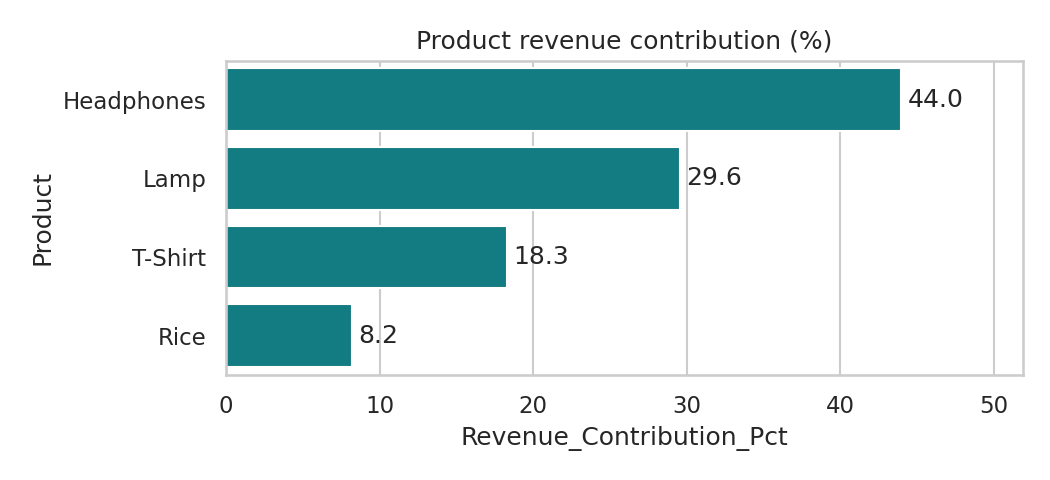 Product revenue contribution (%)
Product
Headphones 44.0
Lamp 29.6
T-Shirt 18.3
Rice 8.2
0 10 20 30 40 50
Revenue_Contribution_Pct